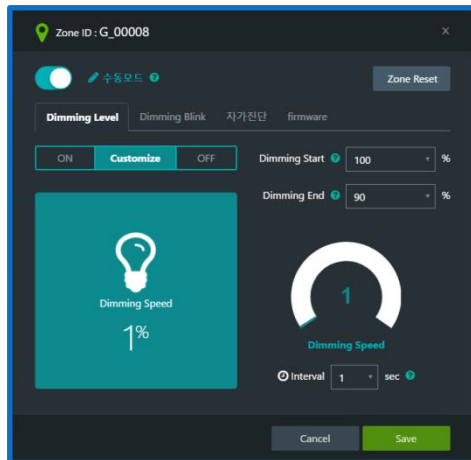 Zone ID : G_00008
×
수동모드 ?
Zone Reset
Dimming Level Dimming Blink 자가진단 firmware
ON Customize OFF
Dimming Start ? 100 %
Dimming End ? 90 %
Dimming Speed
1%
1
Dimming Speed
Interval 1 sec ?
Cancel Save